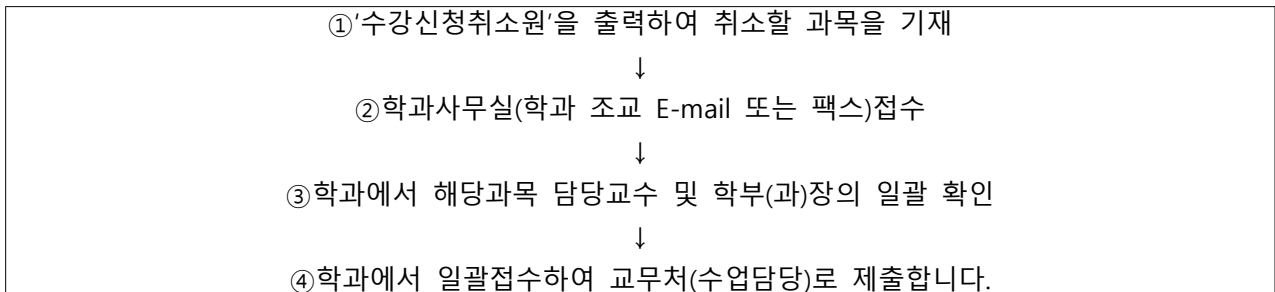 ①'수강신청취소원'을 출력하여 취소할 과목을 기재
↓
②학과사무실(학과 조교 E-mail 또는 팩스)접수
↓
③학과에서 해당과목 담당교수 및 학부(과)장의 일괄 확인
↓
④학과에서 일괄접수하여 교무처(수업담당)로 제출합니다.